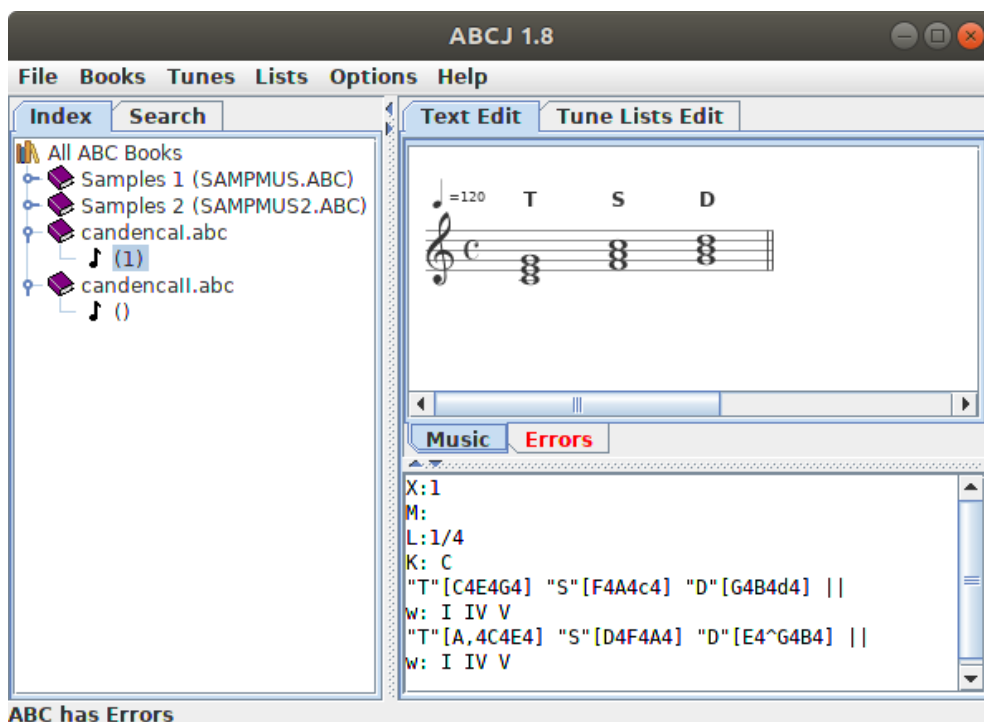 ABCJ 1.8
File Books Tunes Lists Options Help
Index Search
All ABC Books
Samples 1 (SAMPMUS.ABC)
Samples 2 (SAMPMUS2.ABC)
candencaI.abc
(1)
candencaII.abc
()
Text Edit Tune Lists Edit
=120 T S D
Music Errors
X:1
M:
L:1/4
K: C
"T"[C4E4G4] "S"[F4A4c4] "D"[G4B4d4] ||
w: I IV V
"T"[A,4C4E4] "S"[D4F4A4] "D"[E4^G4B4] ||
w: I IV V
ABC has Errors